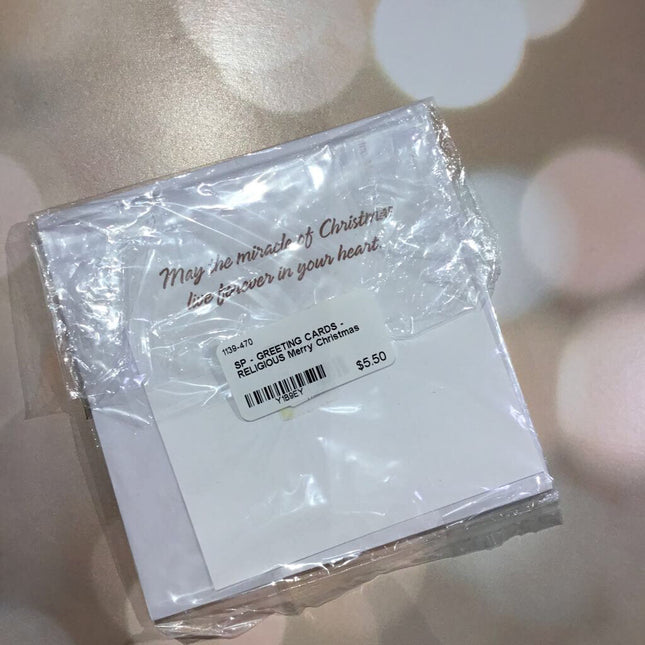 May the miracle of Christmas
live forever in your heart.
1139-470
SP - GREETING CARDS -
RELIGIOUS Merry Christmas
$5.50
Y1B9EY